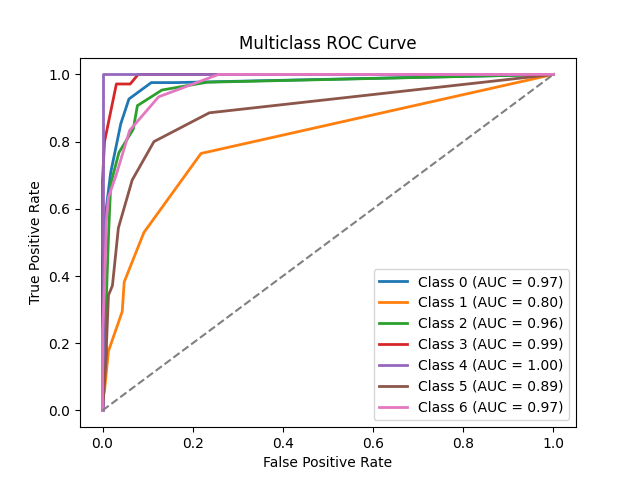 Multiclass ROC Curve
True Positive Rate
1.0
0.8
0.6
0.4
0.2
0.0
Class 0 (AUC = 0.97)
Class 1 (AUC = 0.80)
Class 2 (AUC = 0.96)
Class 3 (AUC = 0.99)
Class 4 (AUC = 1.00)
Class 5 (AUC = 0.89)
Class 6 (AUC = 0.97)
0.0 0.2 0.4 0.6 0.8 1.0
False Positive Rate